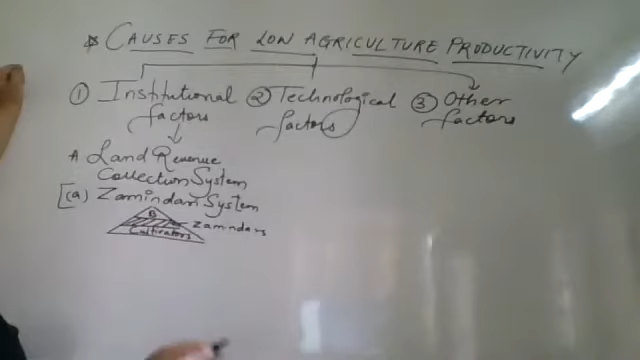 CAUSES FOR LOW AGRICULTURE PRODUCTIVITY
① Institutional factors
② Technological factors
③ Other factors
A Land Revenue
Collection System
(a) Zamindari System
Zamindars
Cultivators